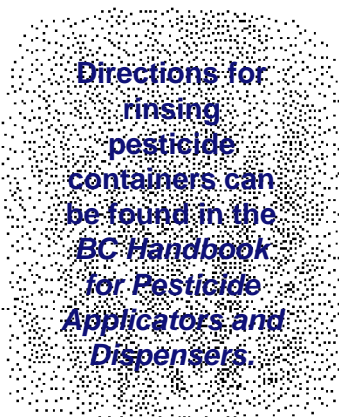 Directions for
rinsing
pesticide
containers can
be found in the
BC Handbook
for Pesticide
Applicators and
Dispensers.